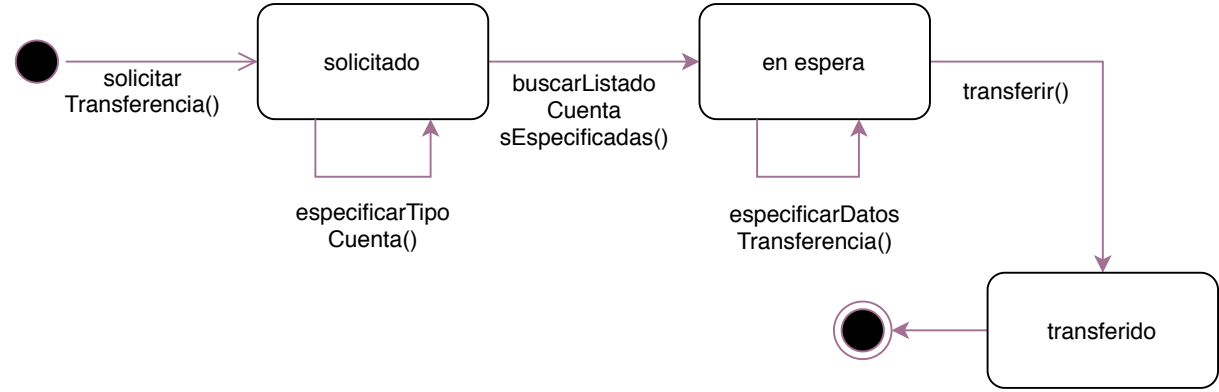 solicitado
en espera
solicitar
Transferencia()
buscarListado
Cuenta
sEspecificadas()
transferir()
especificarTipo
Cuenta()
especificarDatos
Transferencia()
transferido